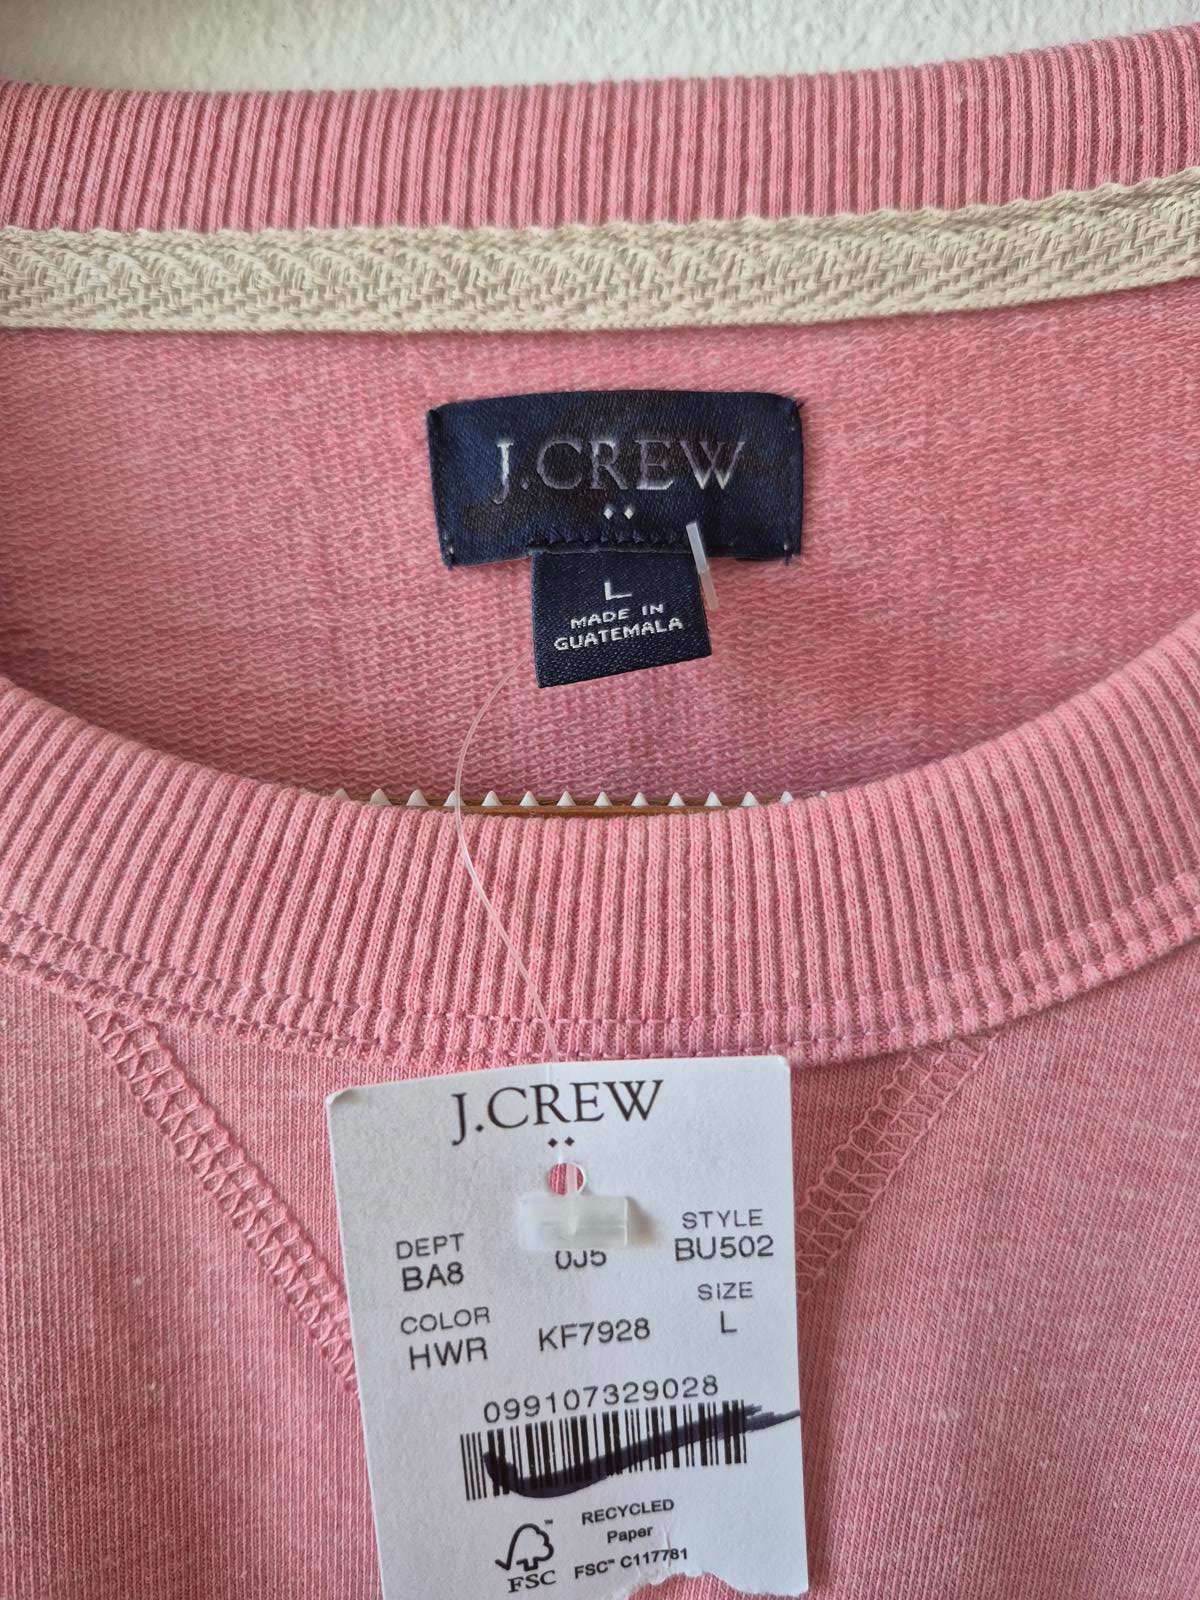 J.CREW
L
MADE IN
GUATEMALA
J.CREW
DEPT
BA8
0J5
STYLE
BU502
COLOR
HWR
KF7928
SIZE
L
099107329028
RECYCLED
Paper
FSC™ C117781
™
FSC